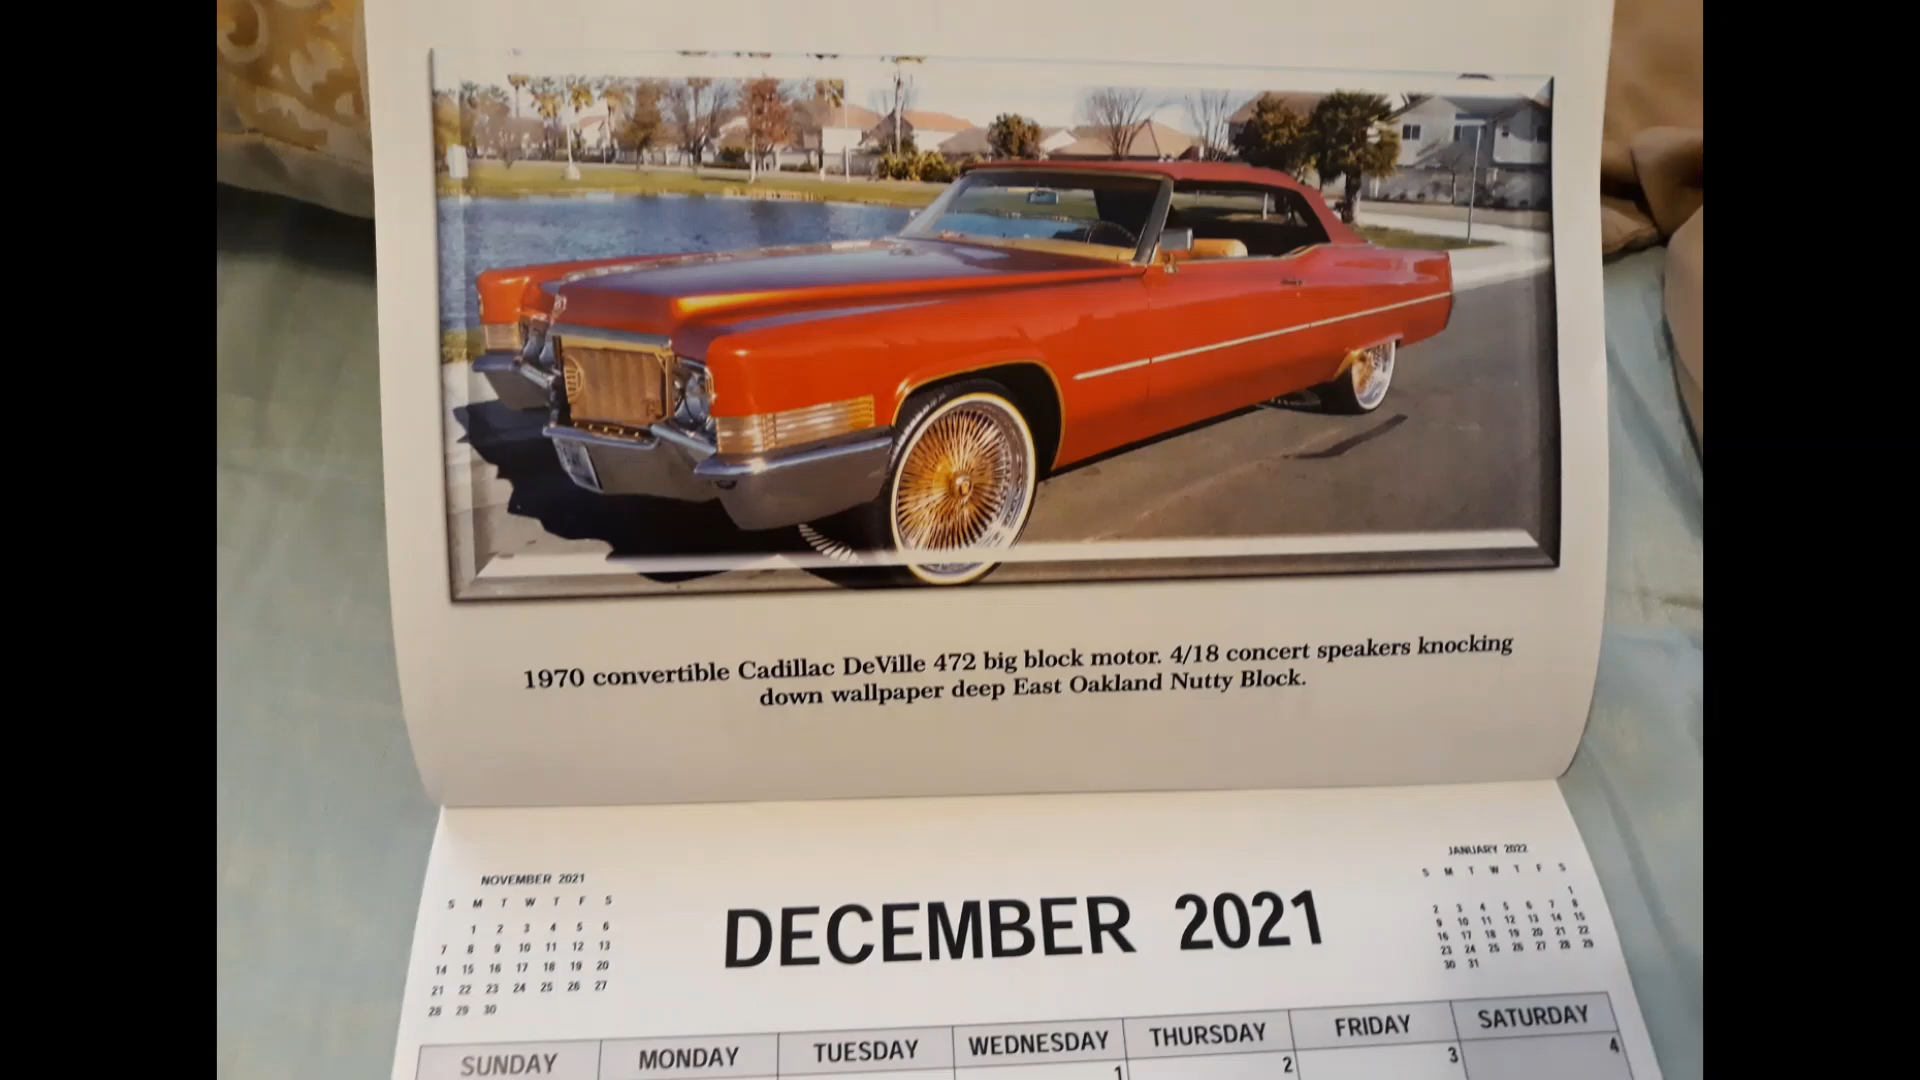 1970 convertible Cadillac DeVille 472 big block motor. 4/18 concert speakers knocking
down wallpaper deep East Oakland Nutty Block.
NOVEMBER 2021
S M T W T F S
1 2 3 4 5 6
7 8 9 10 11 12 13
14 15 16 17 18 19 20
21 22 23 24 25 26 27
28 29 30
DECEMBER 2021
JANUARY 2022
S M T W T F S
1
2 3 4 5 6 7 8
9 10 11 12 13 14 15
16 17 18 19 20 21 22
23 24 25 26 27 28 29
30 31
SUNDAY MONDAY TUESDAY WEDNESDAY THURSDAY FRIDAY SATURDAY
1 2 3 4